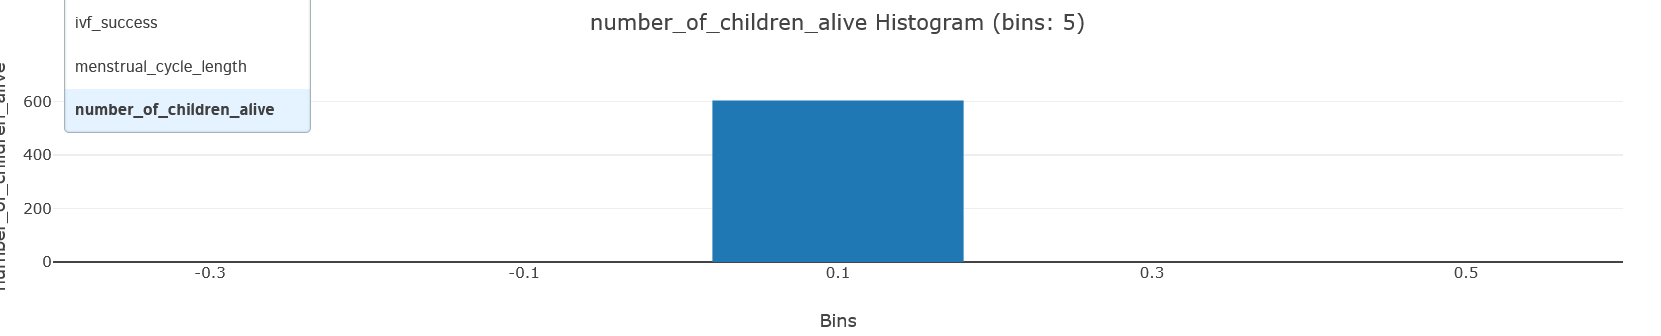 ivf_success
menstrual_cycle_length
number_of_children_alive
number_of_children_alive Histogram (bins: 5)
number_of_children_alive
600
400
200
0
-0.3
-0.1
0.1
0.3
0.5
Bins